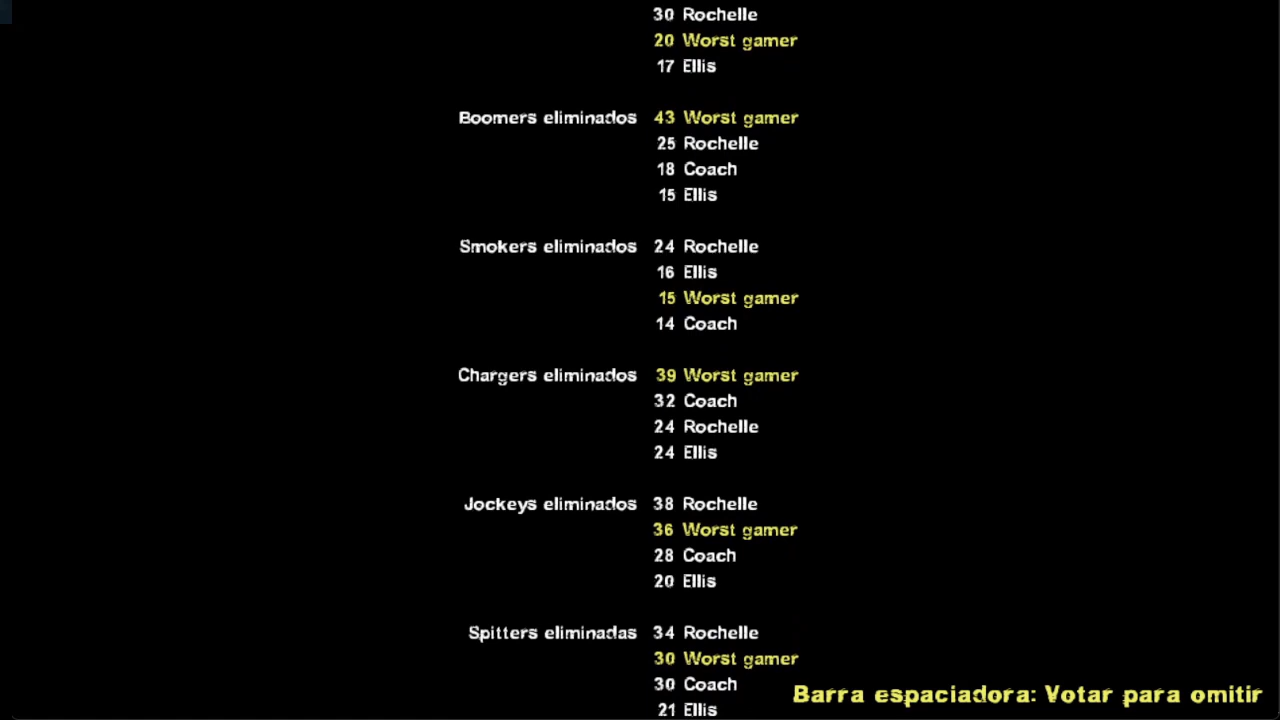 30 Rochelle
20 Worst gamer
17 Ellis
Boomers eliminados 43 Worst gamer
25 Rochelle
18 Coach
15 Ellis
Smokers eliminados 24 Rochelle
16 Ellis
15 Worst gamer
14 Coach
Chargers eliminados 39 Worst gamer
32 Coach
24 Rochelle
24 Ellis
Jockeys eliminados 38 Rochelle
36 Worst gamer
28 Coach
20 Ellis
Spitters eliminadas 34 Rochelle
30 Worst gamer
30 Coach
21 Ellis
Barra espaciadora: Votar para omitir